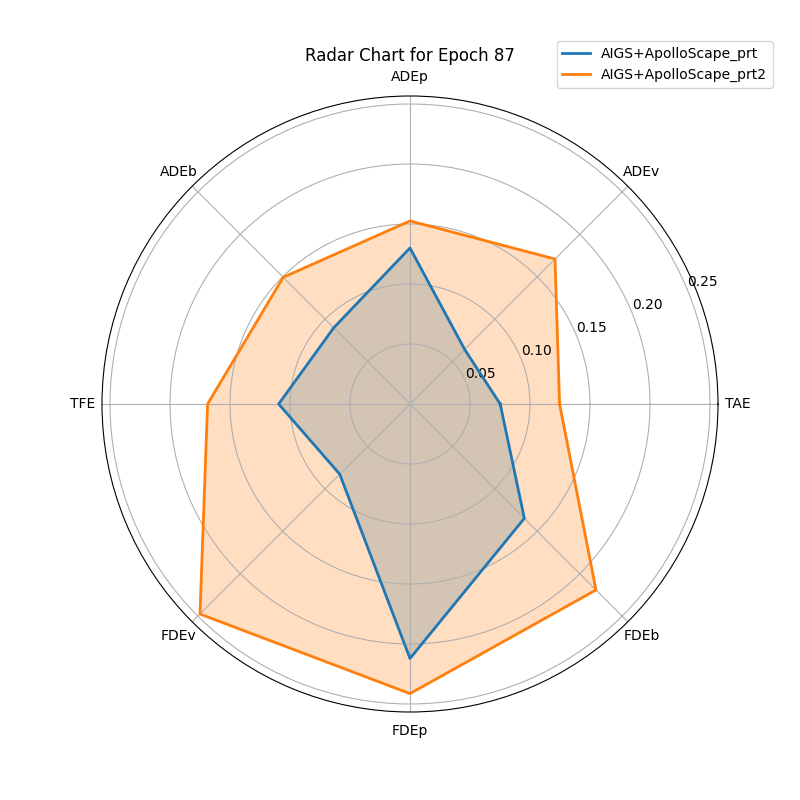 Radar Chart for Epoch 87
AIGS+ApolloScape_prt
AIGS+ApolloScape_prt2
ADEp
ADEb
ADEv
0.25
0.20
0.15
0.10
0.05
TFE
TAE
FDEv
FDEb
FDEp